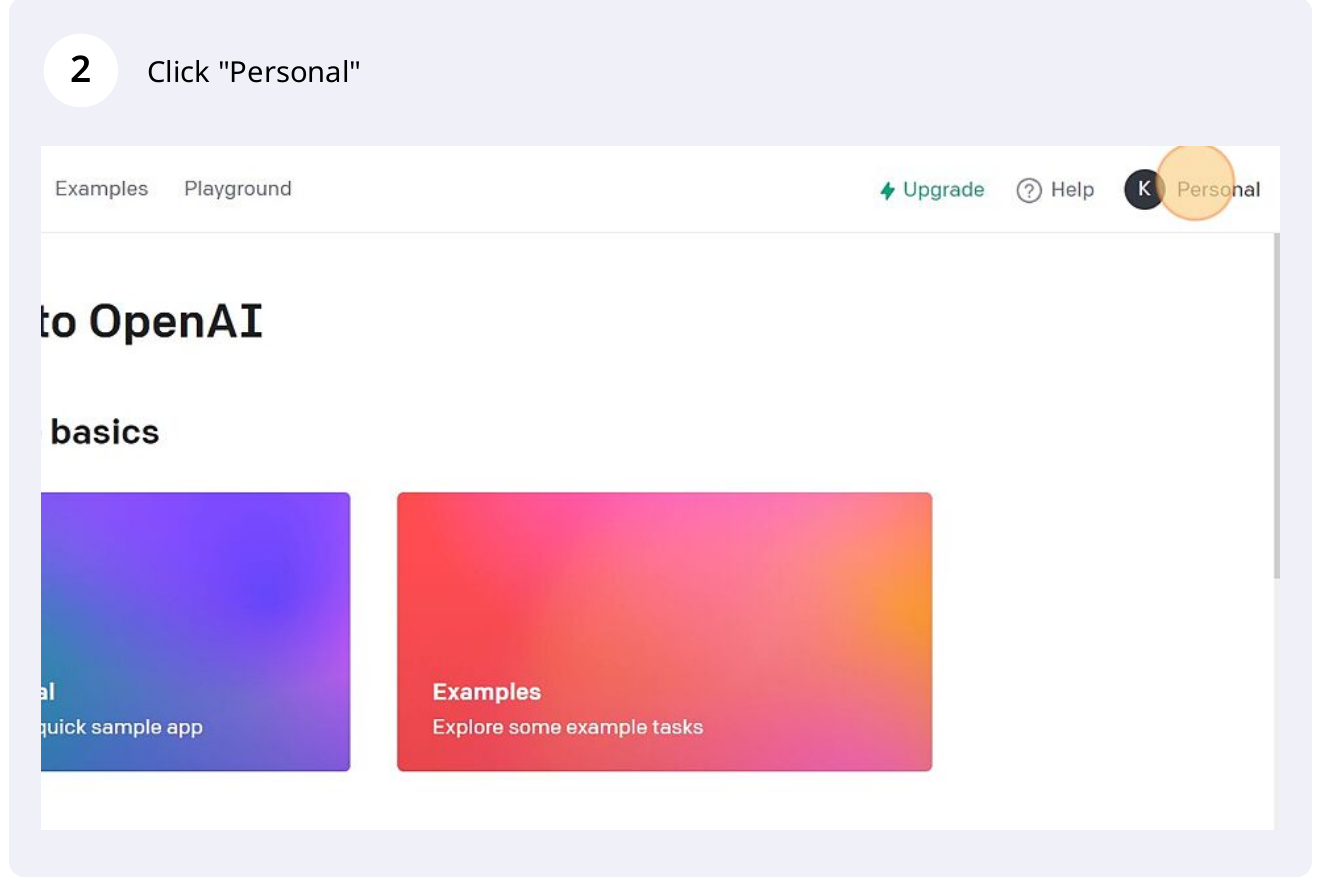 2
Click "Personal"
Examples Playground Upgrade ? Help K Personal
to OpenAI
basics
al
quick sample app
Examples
Explore some example tasks